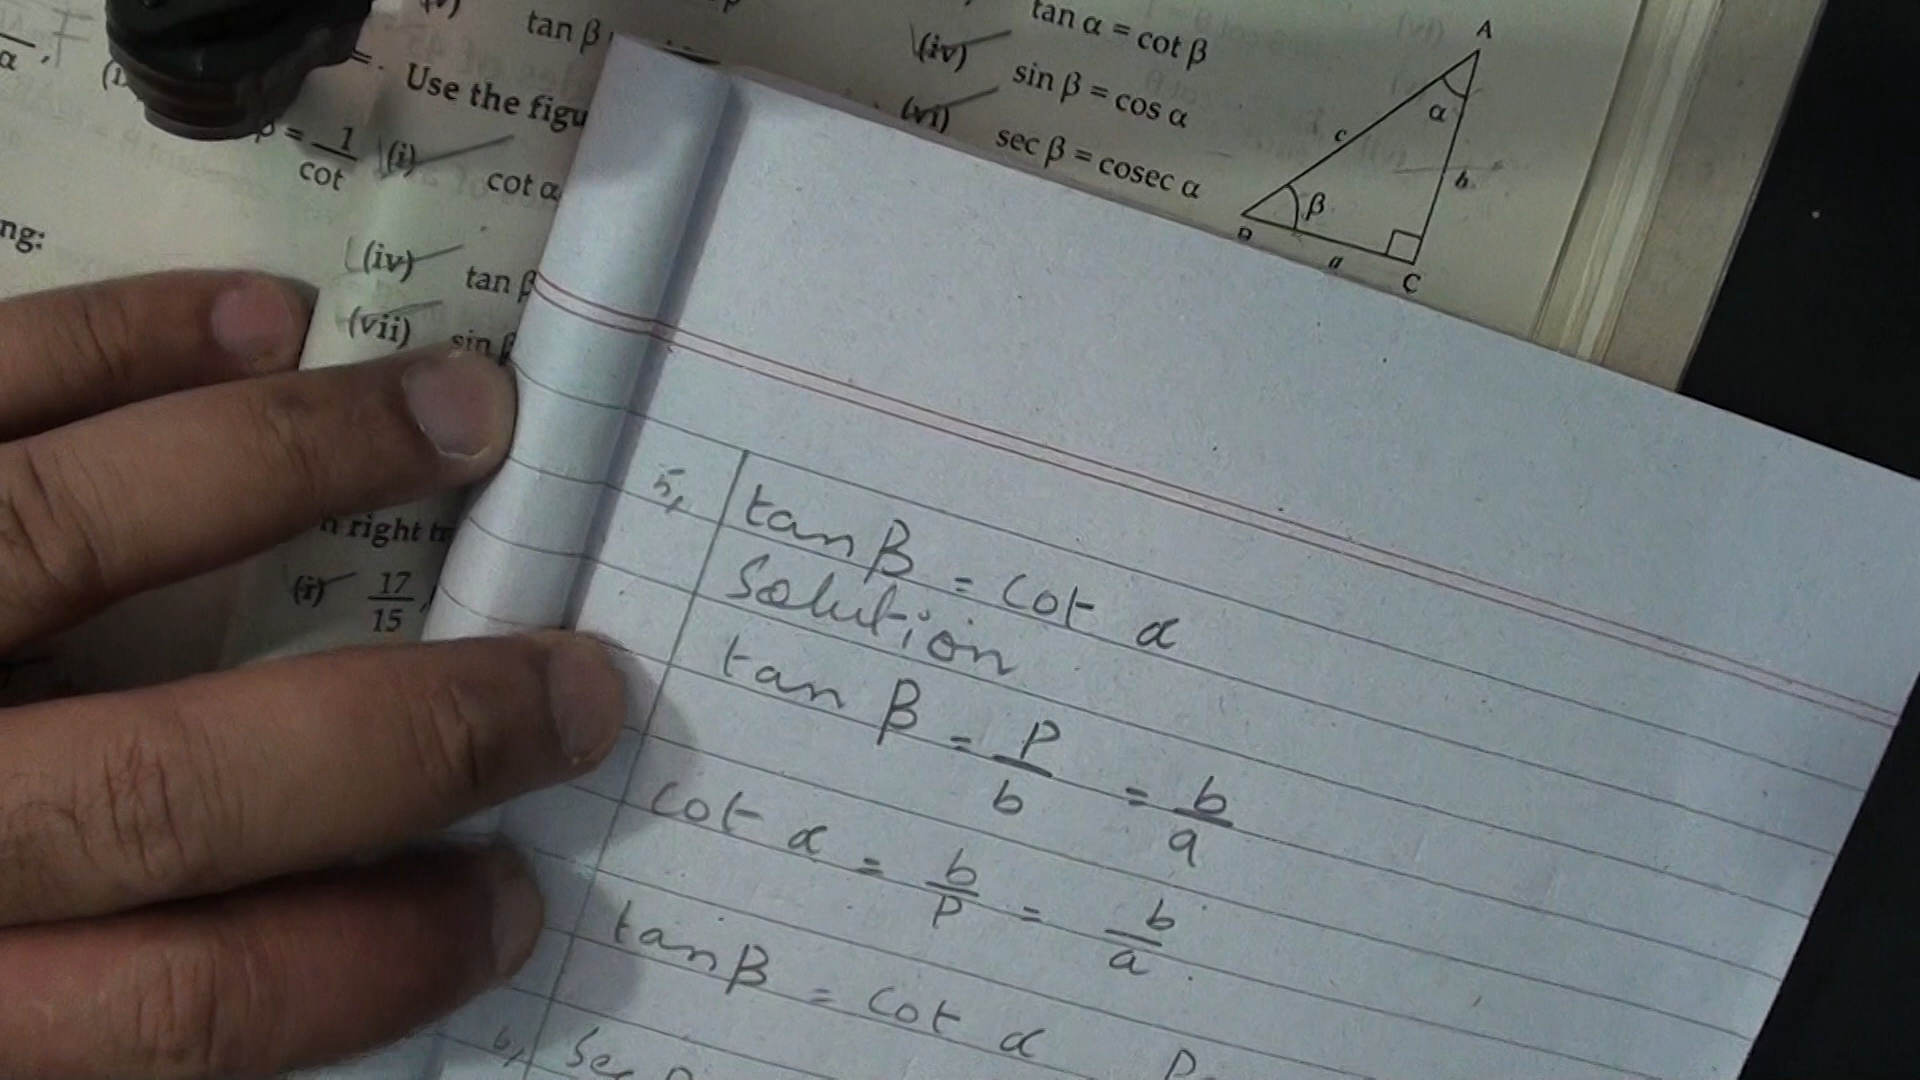 tan β
Use the figu
β = 1/cot
(i) cot α
(iv) tan β
(vii) sin β
ng:
right tr
(i) 17/15,
tan α = cot β
(iv) sin β = cos α
(vi) sec β = cosec α
A
α
c
b
β
B
a
C
5, tan β = cot α
Solution
tan β = P/b = b/a
cot α = b/P = b/a
tan β = cot α
6, Sec